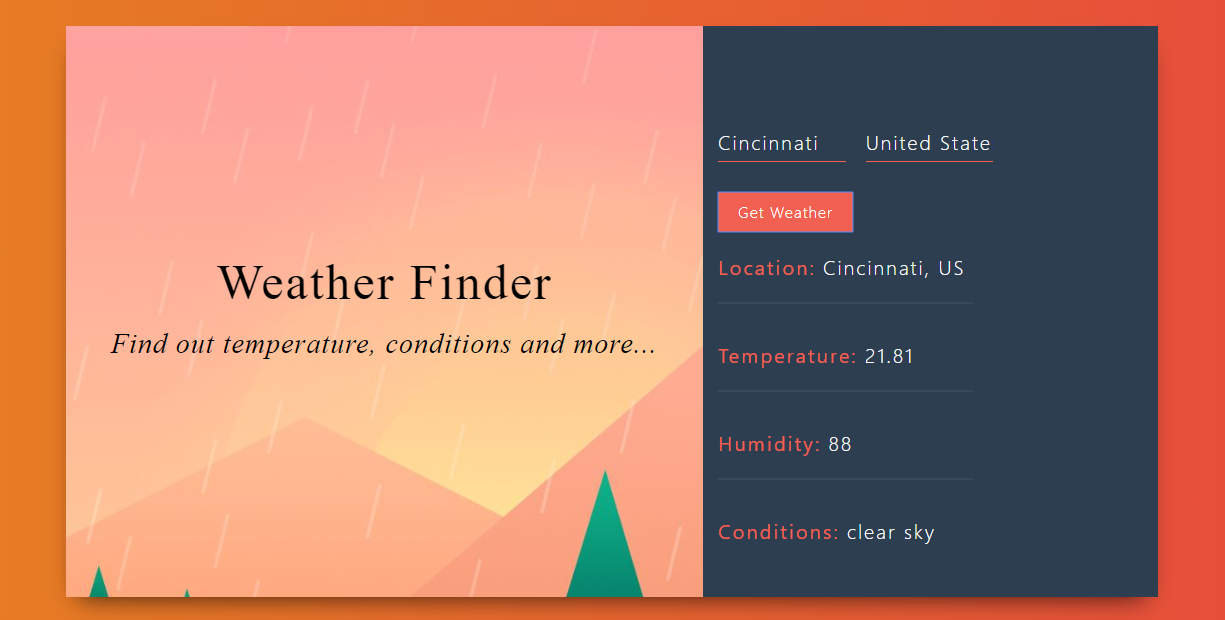 Weather Finder
Find out temperature, conditions and more...
Cincinnati United State
Get Weather
Location: Cincinnati, US
Temperature: 21.81
Humidity: 88
Conditions: clear sky